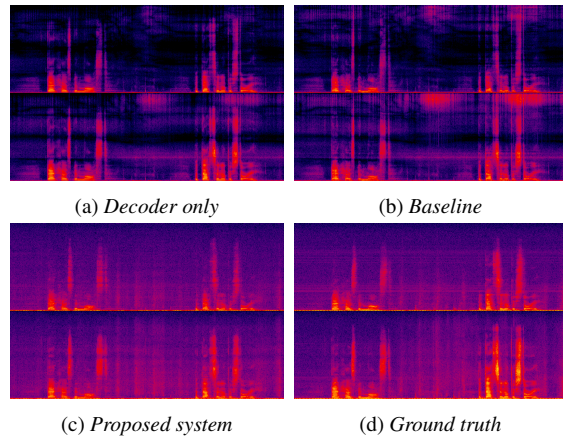 (a) Decoder only
(b) Baseline
(c) Proposed system
(d) Ground truth